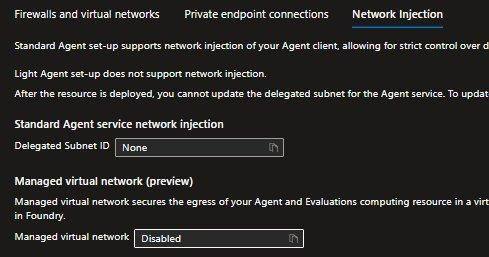 Firewalls and virtual networks Private endpoint connections Network Injection
Standard Agent set-up supports network injection of your Agent client, allowing for strict control over d
Light Agent set-up does not support network injection.
After the resource is deployed, you cannot update the delegated subnet for the Agent service. To updat
Standard Agent service network injection
Delegated Subnet ID None
Managed virtual network (preview)
Managed virtual network secures the egress of your Agent and Evaluations computing resource in a virt
in Foundry.
Managed virtual network Disabled